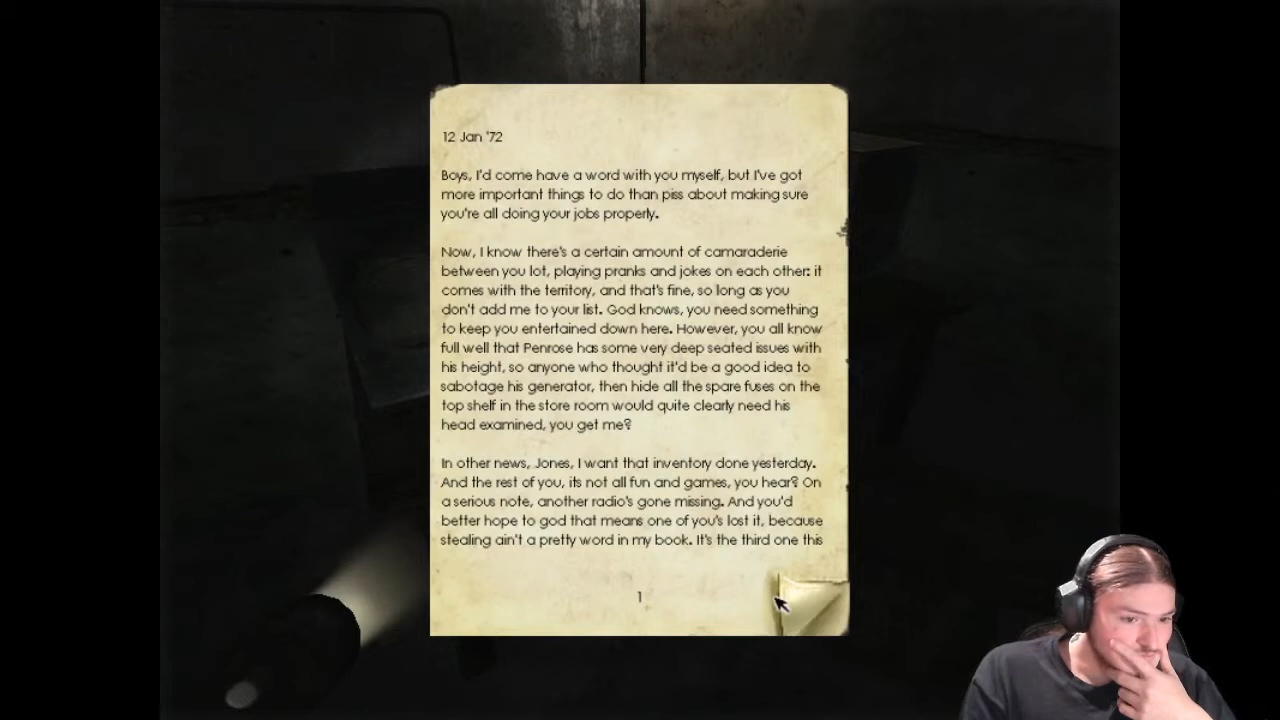 12 Jan '72
Boys, I'd come have a word with you myself, but I've got
more important things to do than piss about making sure
you're all doing your jobs properly.
Now, I know there's a certain amount of camaraderie
between you lot, playing pranks and jokes on each other: it
comes with the territory, and that's fine, so long as you
don't add me to your list. God knows, you need something
to keep you entertained down here. However, you all know
full well that Penrose has some very deep seated issues with
his height, so anyone who thought it'd be a good idea to
sabotage his generator, then hide all the spare fuses on the
top shelf in the store room would quite clearly need his
head examined, you get me?
In other news, Jones, I want that inventory done yesterday.
And the rest of you, its not all fun and games, you hear? On
a serious note, another radio's gone missing. And you'd
better hope to god that means one of you's lost it, because
stealing ain't a pretty word in my book. It's the third one this
1